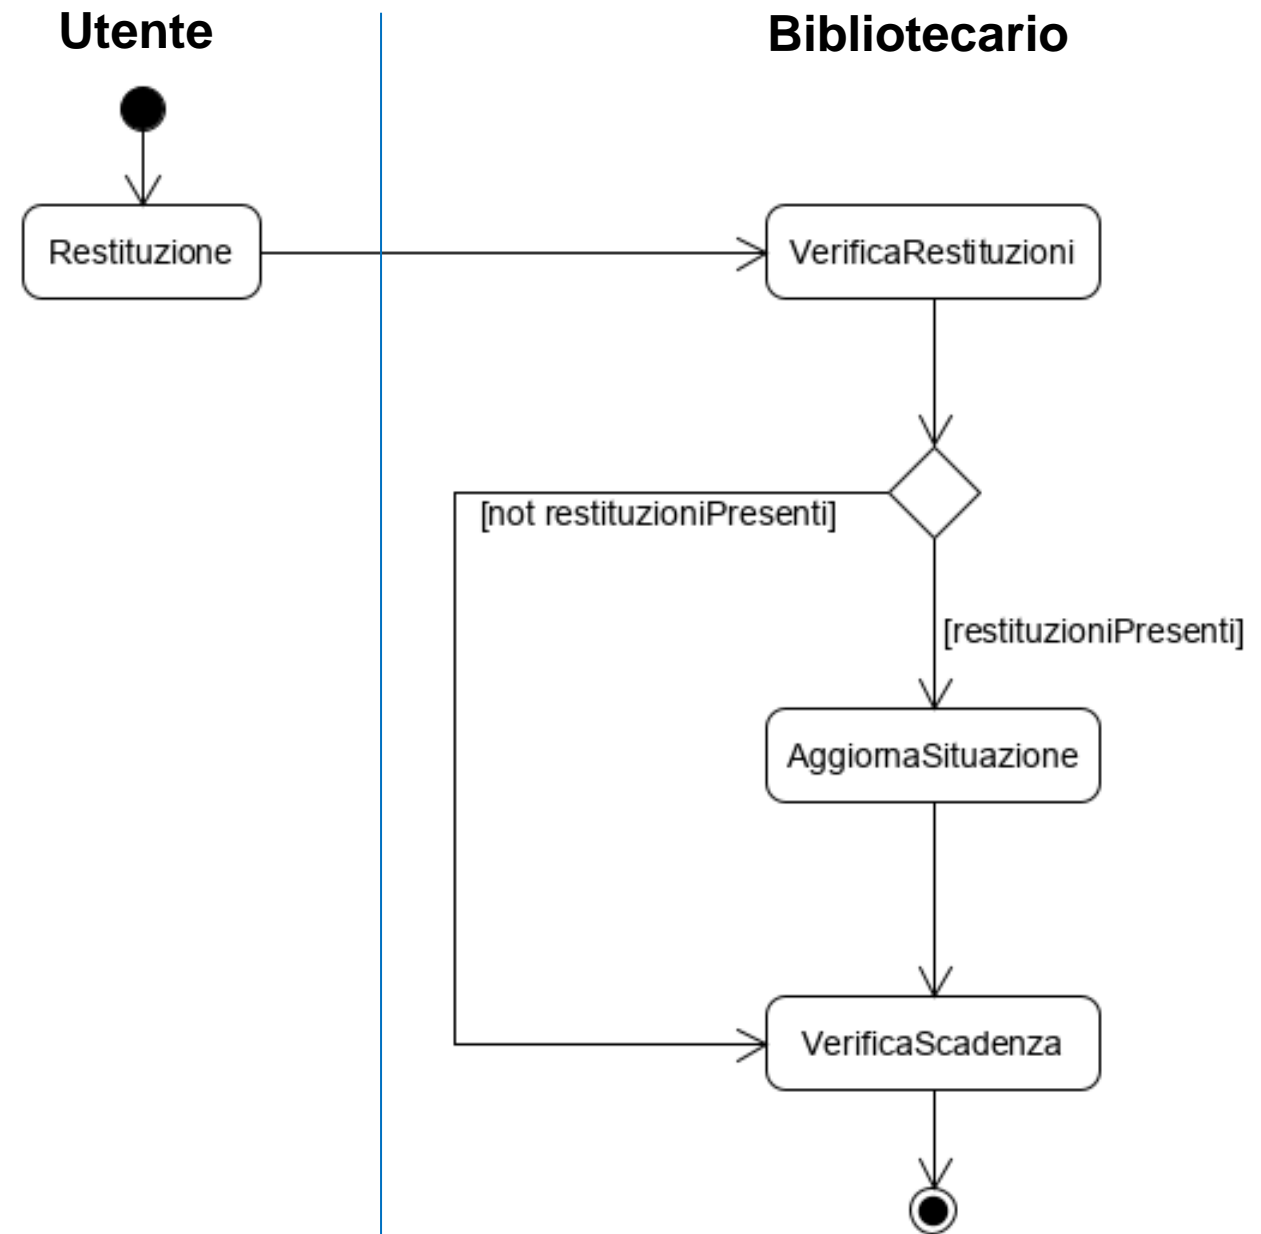 Utente
Bibliotecario
Restituzione
VerificaRestituzioni
[not restituzioniPresenti]
[restituzioniPresenti]
AggiornaSituazione
VerificaScadenza